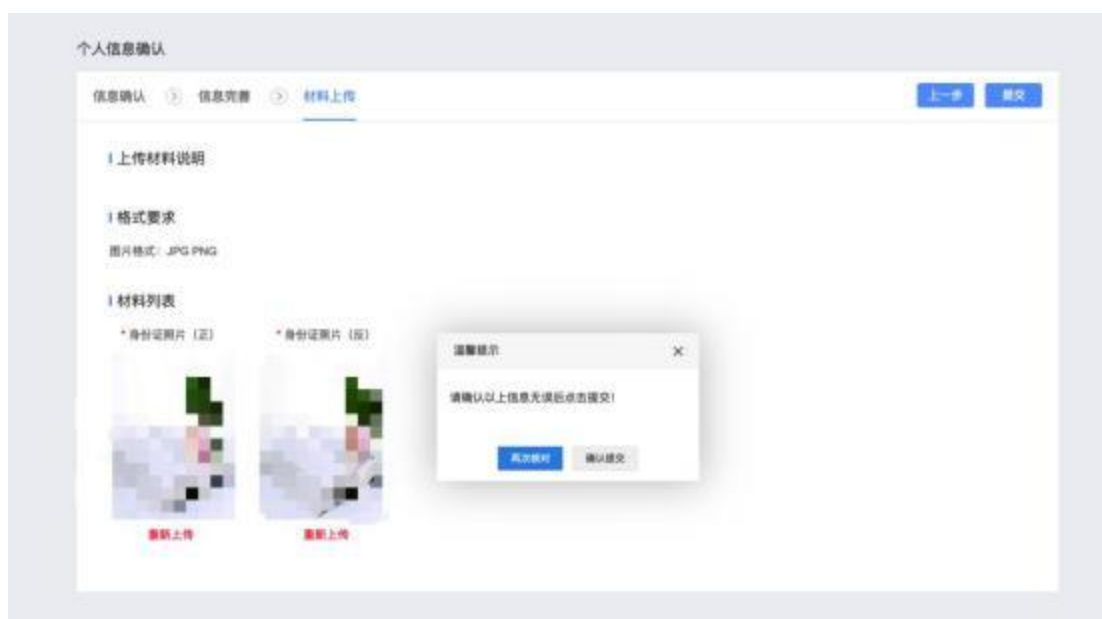 个人信息确认
信息确认 信息完善 材料上传 上一步 提交
上传材料说明
格式要求
图片格式: JPG PNG
材料列表
* 身份证照片 (正) * 身份证照片 (反)
温馨提示
请确认以上信息无误后点击提交!
再次核对 确认提交
重新上传 重新上传